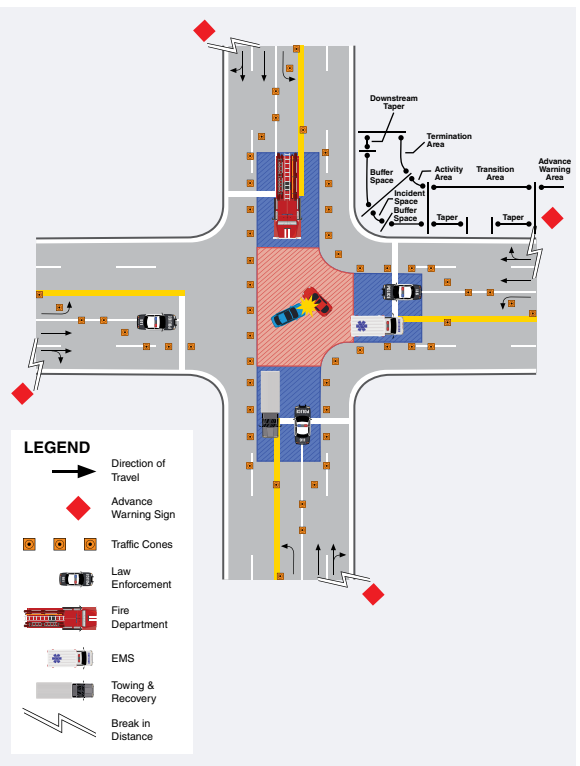 Downstream
Taper
Termination
Area
Advance
Warning
Area
Activity
Area
Transition
Area
Buffer
Space
Incident
Space
Buffer
Space
Taper
Taper
POLICE
POLICE
LEGEND
Direction of
Travel
Advance
Warning Sign
Traffic Cones
Law
Enforcement
Fire
Department
EMS
Towing &
Recovery
Break in
Distance